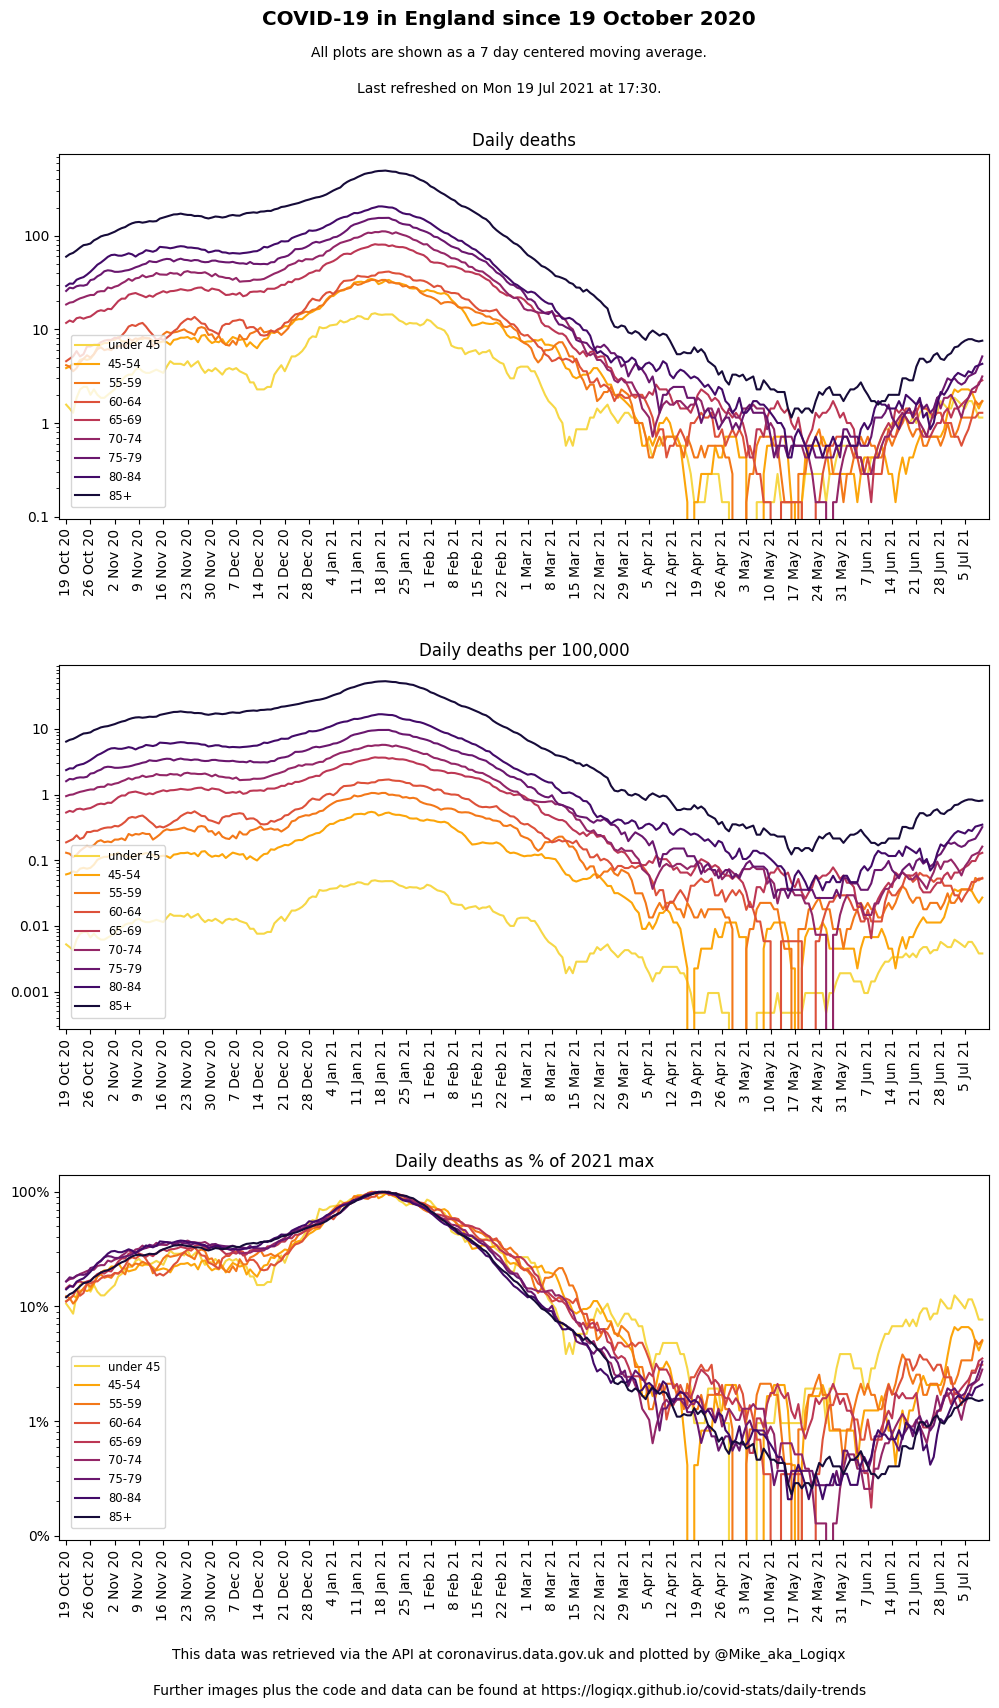 COVID-19 in England since 19 October 2020
All plots are shown as a 7 day centered moving average.
Last refreshed on Mon 19 Jul 2021 at 17:30.
Daily deaths
100
10
1
0.1
under 45
45-54
55-59
60-64
65-69
70-74
75-79
80-84
85+
19 Oct 20
26 Oct 20
2 Nov 20
9 Nov 20
16 Nov 20
23 Nov 20
30 Nov 20
7 Dec 20
14 Dec 20
21 Dec 20
28 Dec 20
4 Jan 21
11 Jan 21
18 Jan 21
25 Jan 21
1 Feb 21
8 Feb 21
15 Feb 21
22 Feb 21
1 Mar 21
8 Mar 21
15 Mar 21
22 Mar 21
29 Mar 21
5 Apr 21
12 Apr 21
19 Apr 21
26 Apr 21
3 May 21
10 May 21
17 May 21
24 May 21
31 May 21
7 Jun 21
14 Jun 21
21 Jun 21
28 Jun 21
5 Jul 21
Daily deaths per 100,000
10
1
0.1
0.01
0.001
under 45
45-54
55-59
60-64
65-69
70-74
75-79
80-84
85+
19 Oct 20
26 Oct 20
2 Nov 20
9 Nov 20
16 Nov 20
23 Nov 20
30 Nov 20
7 Dec 20
14 Dec 20
21 Dec 20
28 Dec 20
4 Jan 21
11 Jan 21
18 Jan 21
25 Jan 21
1 Feb 21
8 Feb 21
15 Feb 21
22 Feb 21
1 Mar 21
8 Mar 21
15 Mar 21
22 Mar 21
29 Mar 21
5 Apr 21
12 Apr 21
19 Apr 21
26 Apr 21
3 May 21
10 May 21
17 May 21
24 May 21
31 May 21
7 Jun 21
14 Jun 21
21 Jun 21
28 Jun 21
5 Jul 21
Daily deaths as % of 2021 max
100%
10%
1%
0%
under 45
45-54
55-59
60-64
65-69
70-74
75-79
80-84
85+
19 Oct 20
26 Oct 20
2 Nov 20
9 Nov 20
16 Nov 20
23 Nov 20
30 Nov 20
7 Dec 20
14 Dec 20
21 Dec 20
28 Dec 20
4 Jan 21
11 Jan 21
18 Jan 21
25 Jan 21
1 Feb 21
8 Feb 21
15 Feb 21
22 Feb 21
1 Mar 21
8 Mar 21
15 Mar 21
22 Mar 21
29 Mar 21
5 Apr 21
12 Apr 21
19 Apr 21
26 Apr 21
3 May 21
10 May 21
17 May 21
24 May 21
31 May 21
7 Jun 21
14 Jun 21
21 Jun 21
28 Jun 21
5 Jul 21
This data was retrieved via the API at coronavirus.data.gov.uk and plotted by @Mike_aka_Logiqx
Further images plus the code and data can be found at https://logiqx.github.io/covid-stats/daily-trends